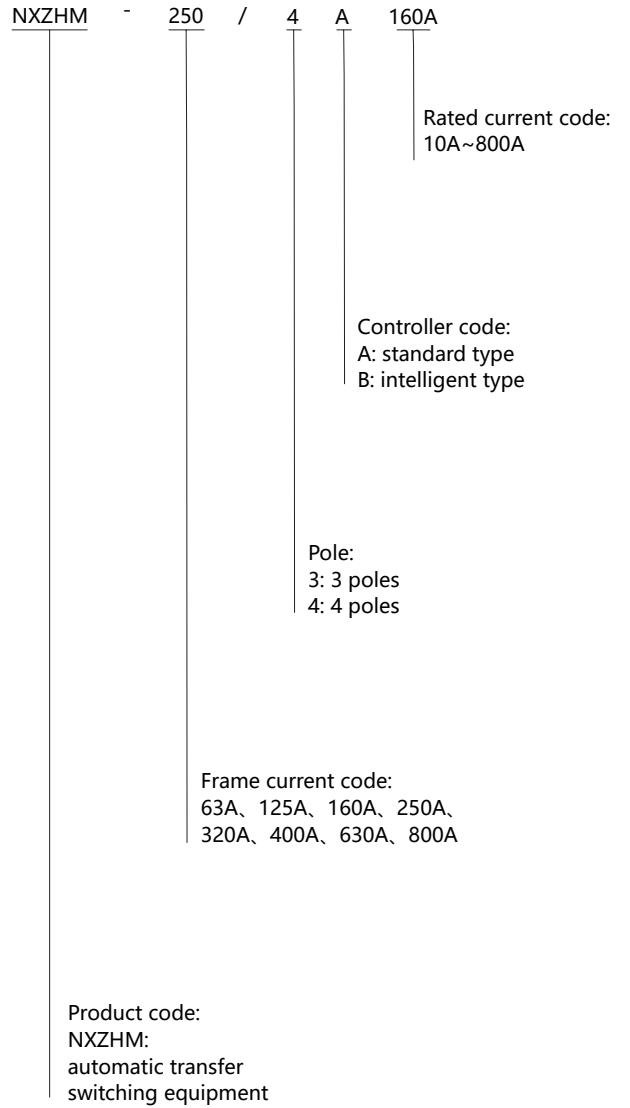 NXZHM - 250 / 4 A 160A
Rated current code:
10A~800A
Controller code:
A: standard type
B: intelligent type
Pole:
3: 3 poles
4: 4 poles
Frame current code:
63A、125A、160A、250A、
320A、400A、630A、800A
Product code:
NXZHM:
automatic transfer
switching equipment